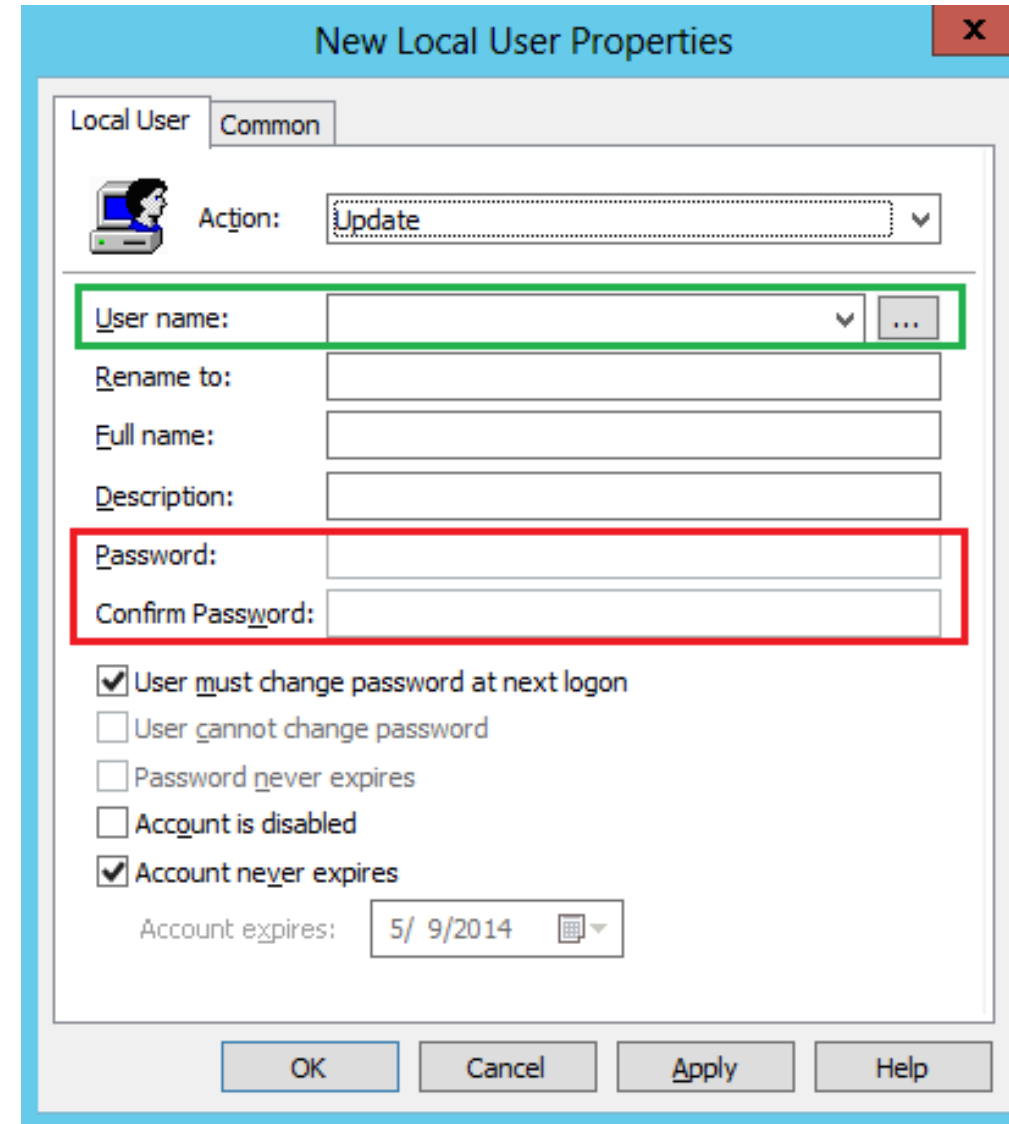 New Local User Properties
x
Local User Common
Action: Update
User name: ...
Rename to:
Full name:
Description:
Password:
Confirm Password:
User must change password at next logon
User cannot change password
Password never expires
Account is disabled
Account never expires
Account expires: 5/ 9/2014
OK Cancel Apply Help